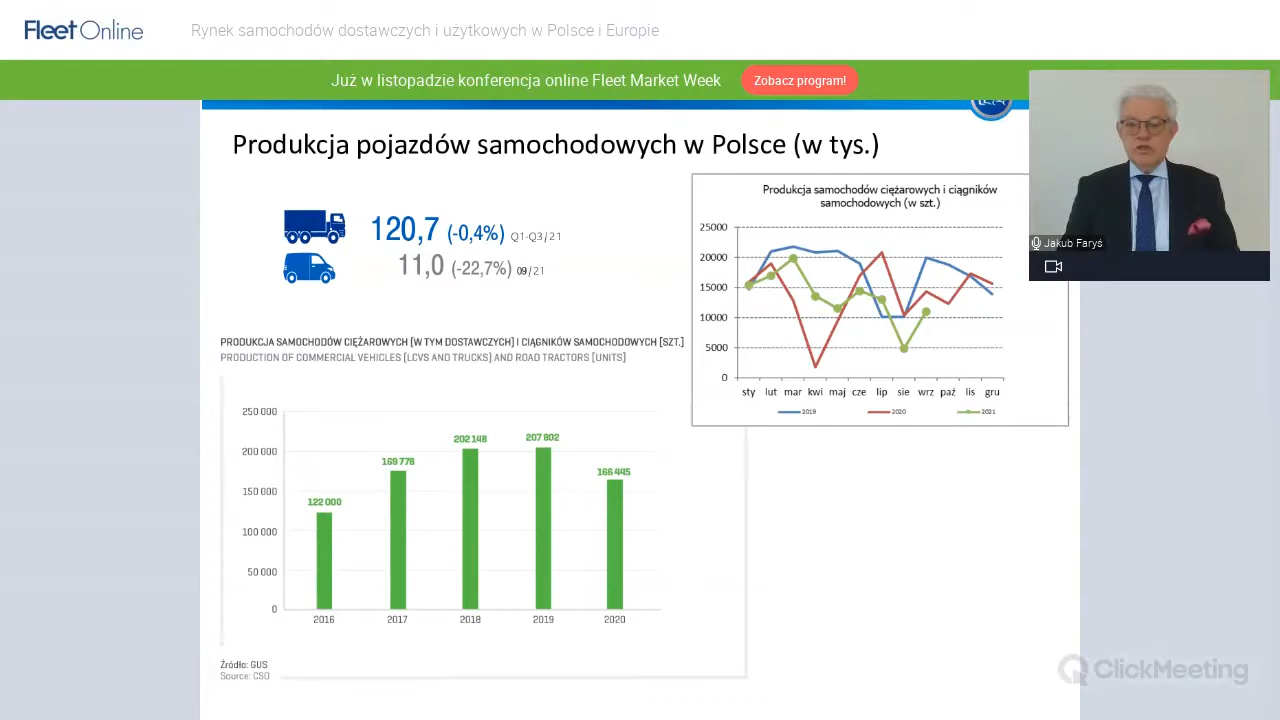 FleetOnline
Rynek samochodów dostawczych i użytkowych w Polsce i Europie
Już w listopadzie konferencja online Fleet Market Week
Zobacz program!
Jakub Faryś
Produkcja pojazdów samochodowych w Polsce (w tys.)
120,7 (-0,4%) Q1-Q3/21
11,0 (-22,7%) 09/21
Produkcja samochodów ciężarowych i ciągników
samochodowych (w szt.)
25000
20000
15000
10000
5000
0
sty lut mar kwi maj cze lip sie wrz paź lis gru
2019 2020 2021
PRODUKCJA SAMOCHODÓW CIĘŻAROWYCH [W TYM DOSTAWCZYCH] I CIĄGNIKÓW SAMOCHODOWYCH [SZT.]
PRODUCTION OF COMMERCIAL VEHICLES [LCVS AND TRUCKS] AND ROAD TRACTORS [UNITS]
250 000
200 000
150 000
100 000
50 000
0
122 000
169 778
202 148
207 802
166 445
2016 2017 2018 2019 2020
Źródło: GUS
Source: CSO
ClickMeeting